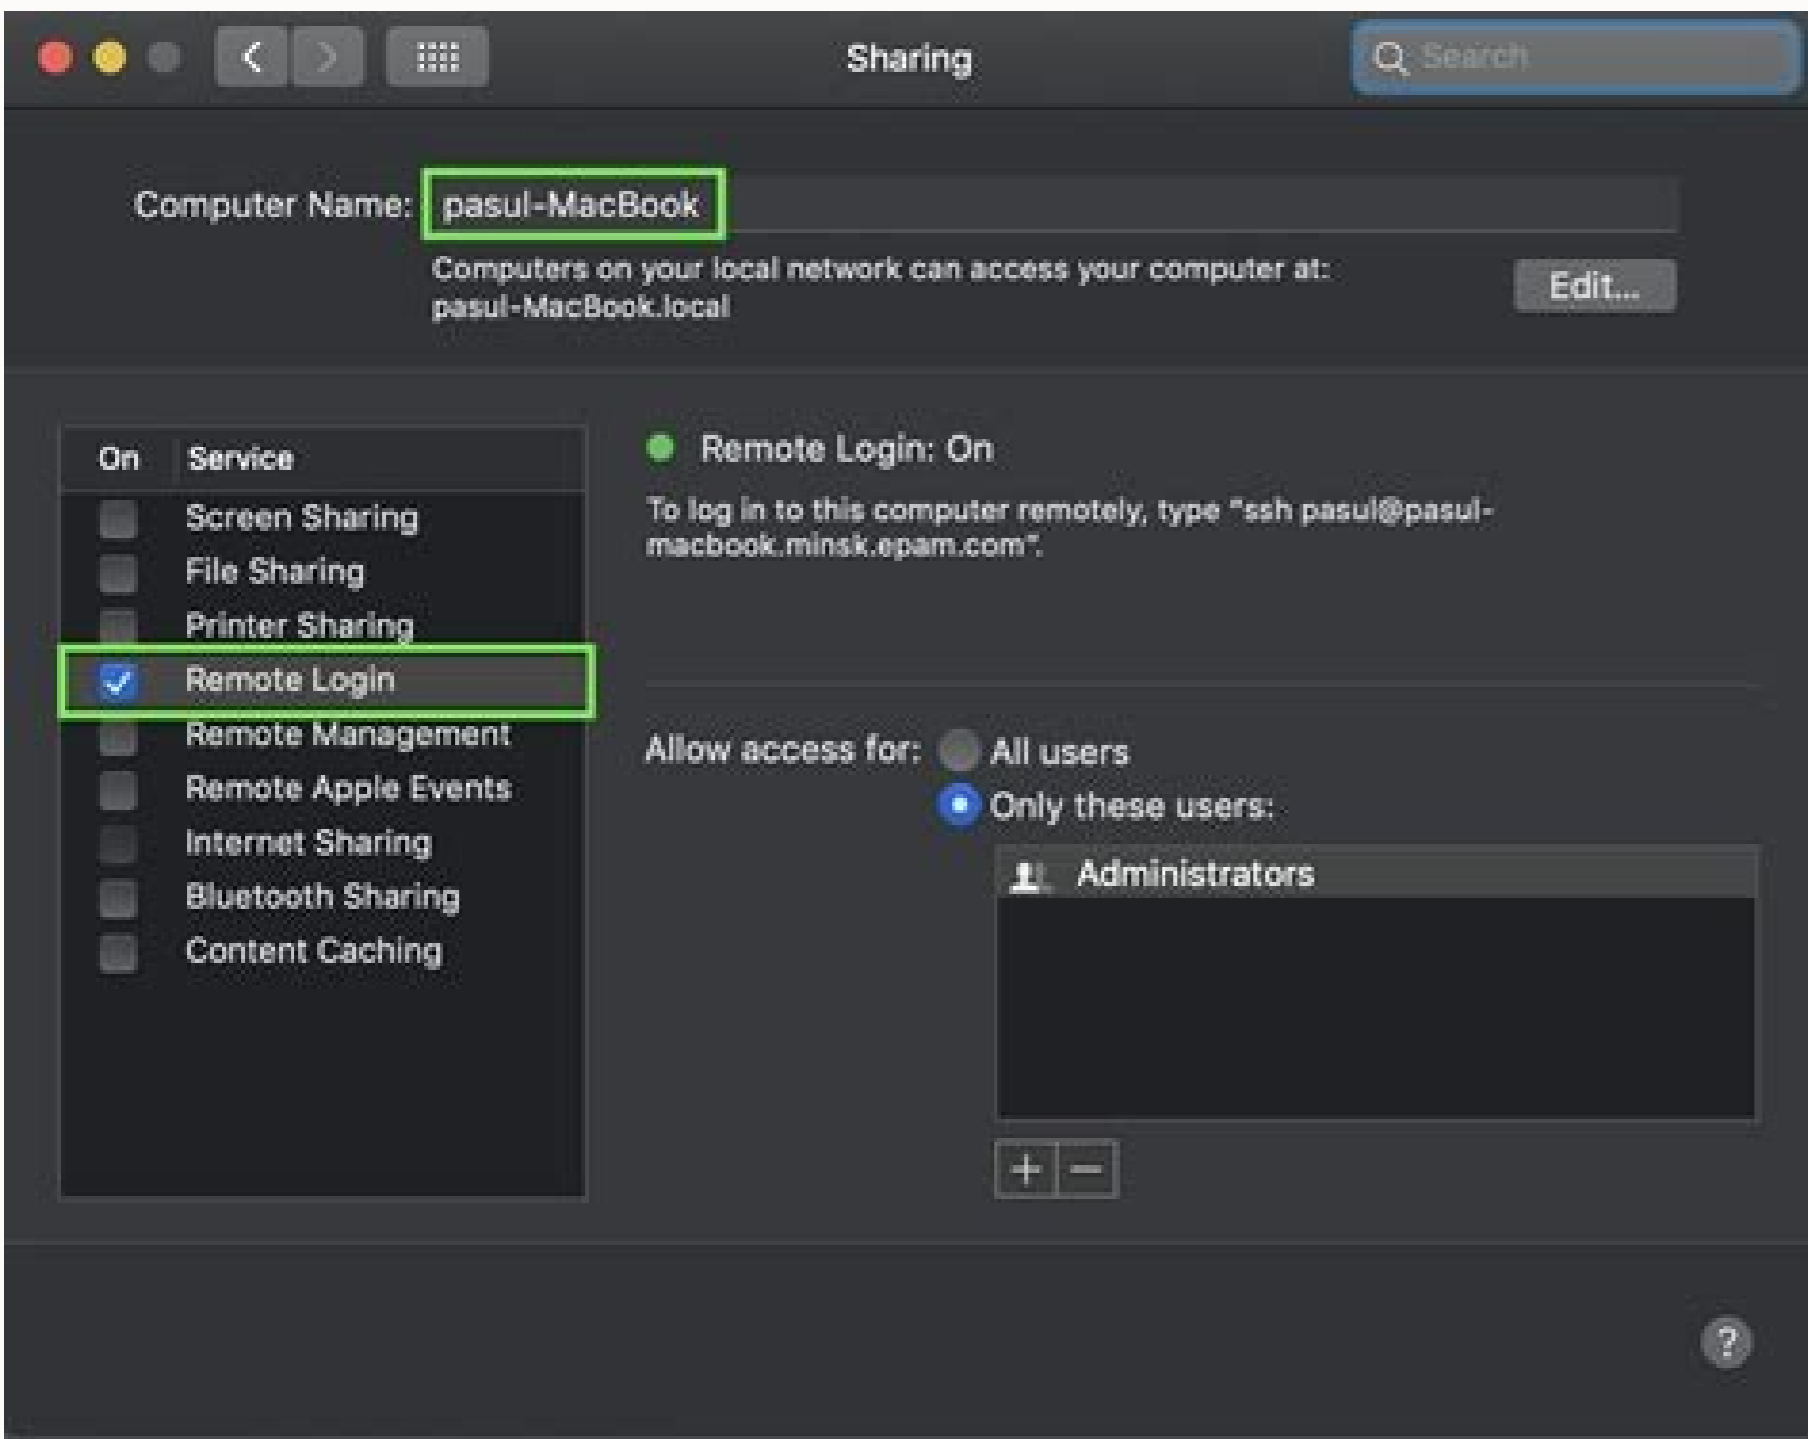 Sharing
Search
Computer Name: pasul-MacBook
Computers on your local network can access your computer at:
pasul-MacBook.local
Edit...
On Service
Screen Sharing
File Sharing
Printer Sharing
Remote Login
Remote Management
Remote Apple Events
Internet Sharing
Bluetooth Sharing
Content Caching
Remote Login: On
To log in to this computer remotely, type "ssh pasul@pasul-
macbook.minsk.epam.com".
Allow access for: All users
Only these users:
Administrators
?